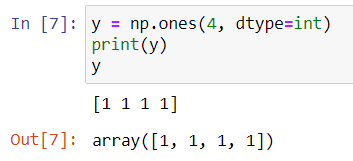 In [7]: y = np.ones(4, dtype=int)
print(y)
y
[1 1 1 1]
Out[7]: array([1, 1, 1, 1])